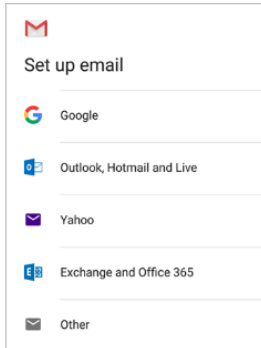 Set up email
Google
Outlook, Hotmail and Live
Yahoo
Exchange and Office 365
Other